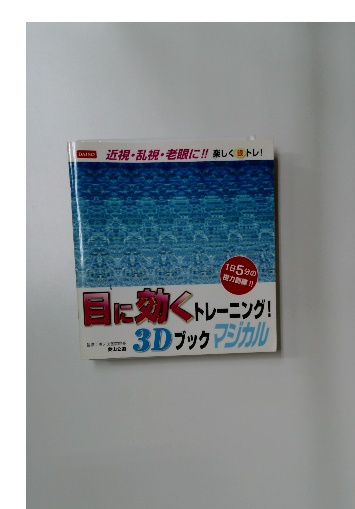 DAISO
近視・乱視・老眼に!! 楽しく眼トレ!
1日5分の
視力回復!!
目に効くトレーニング!
3Dブックマジカル